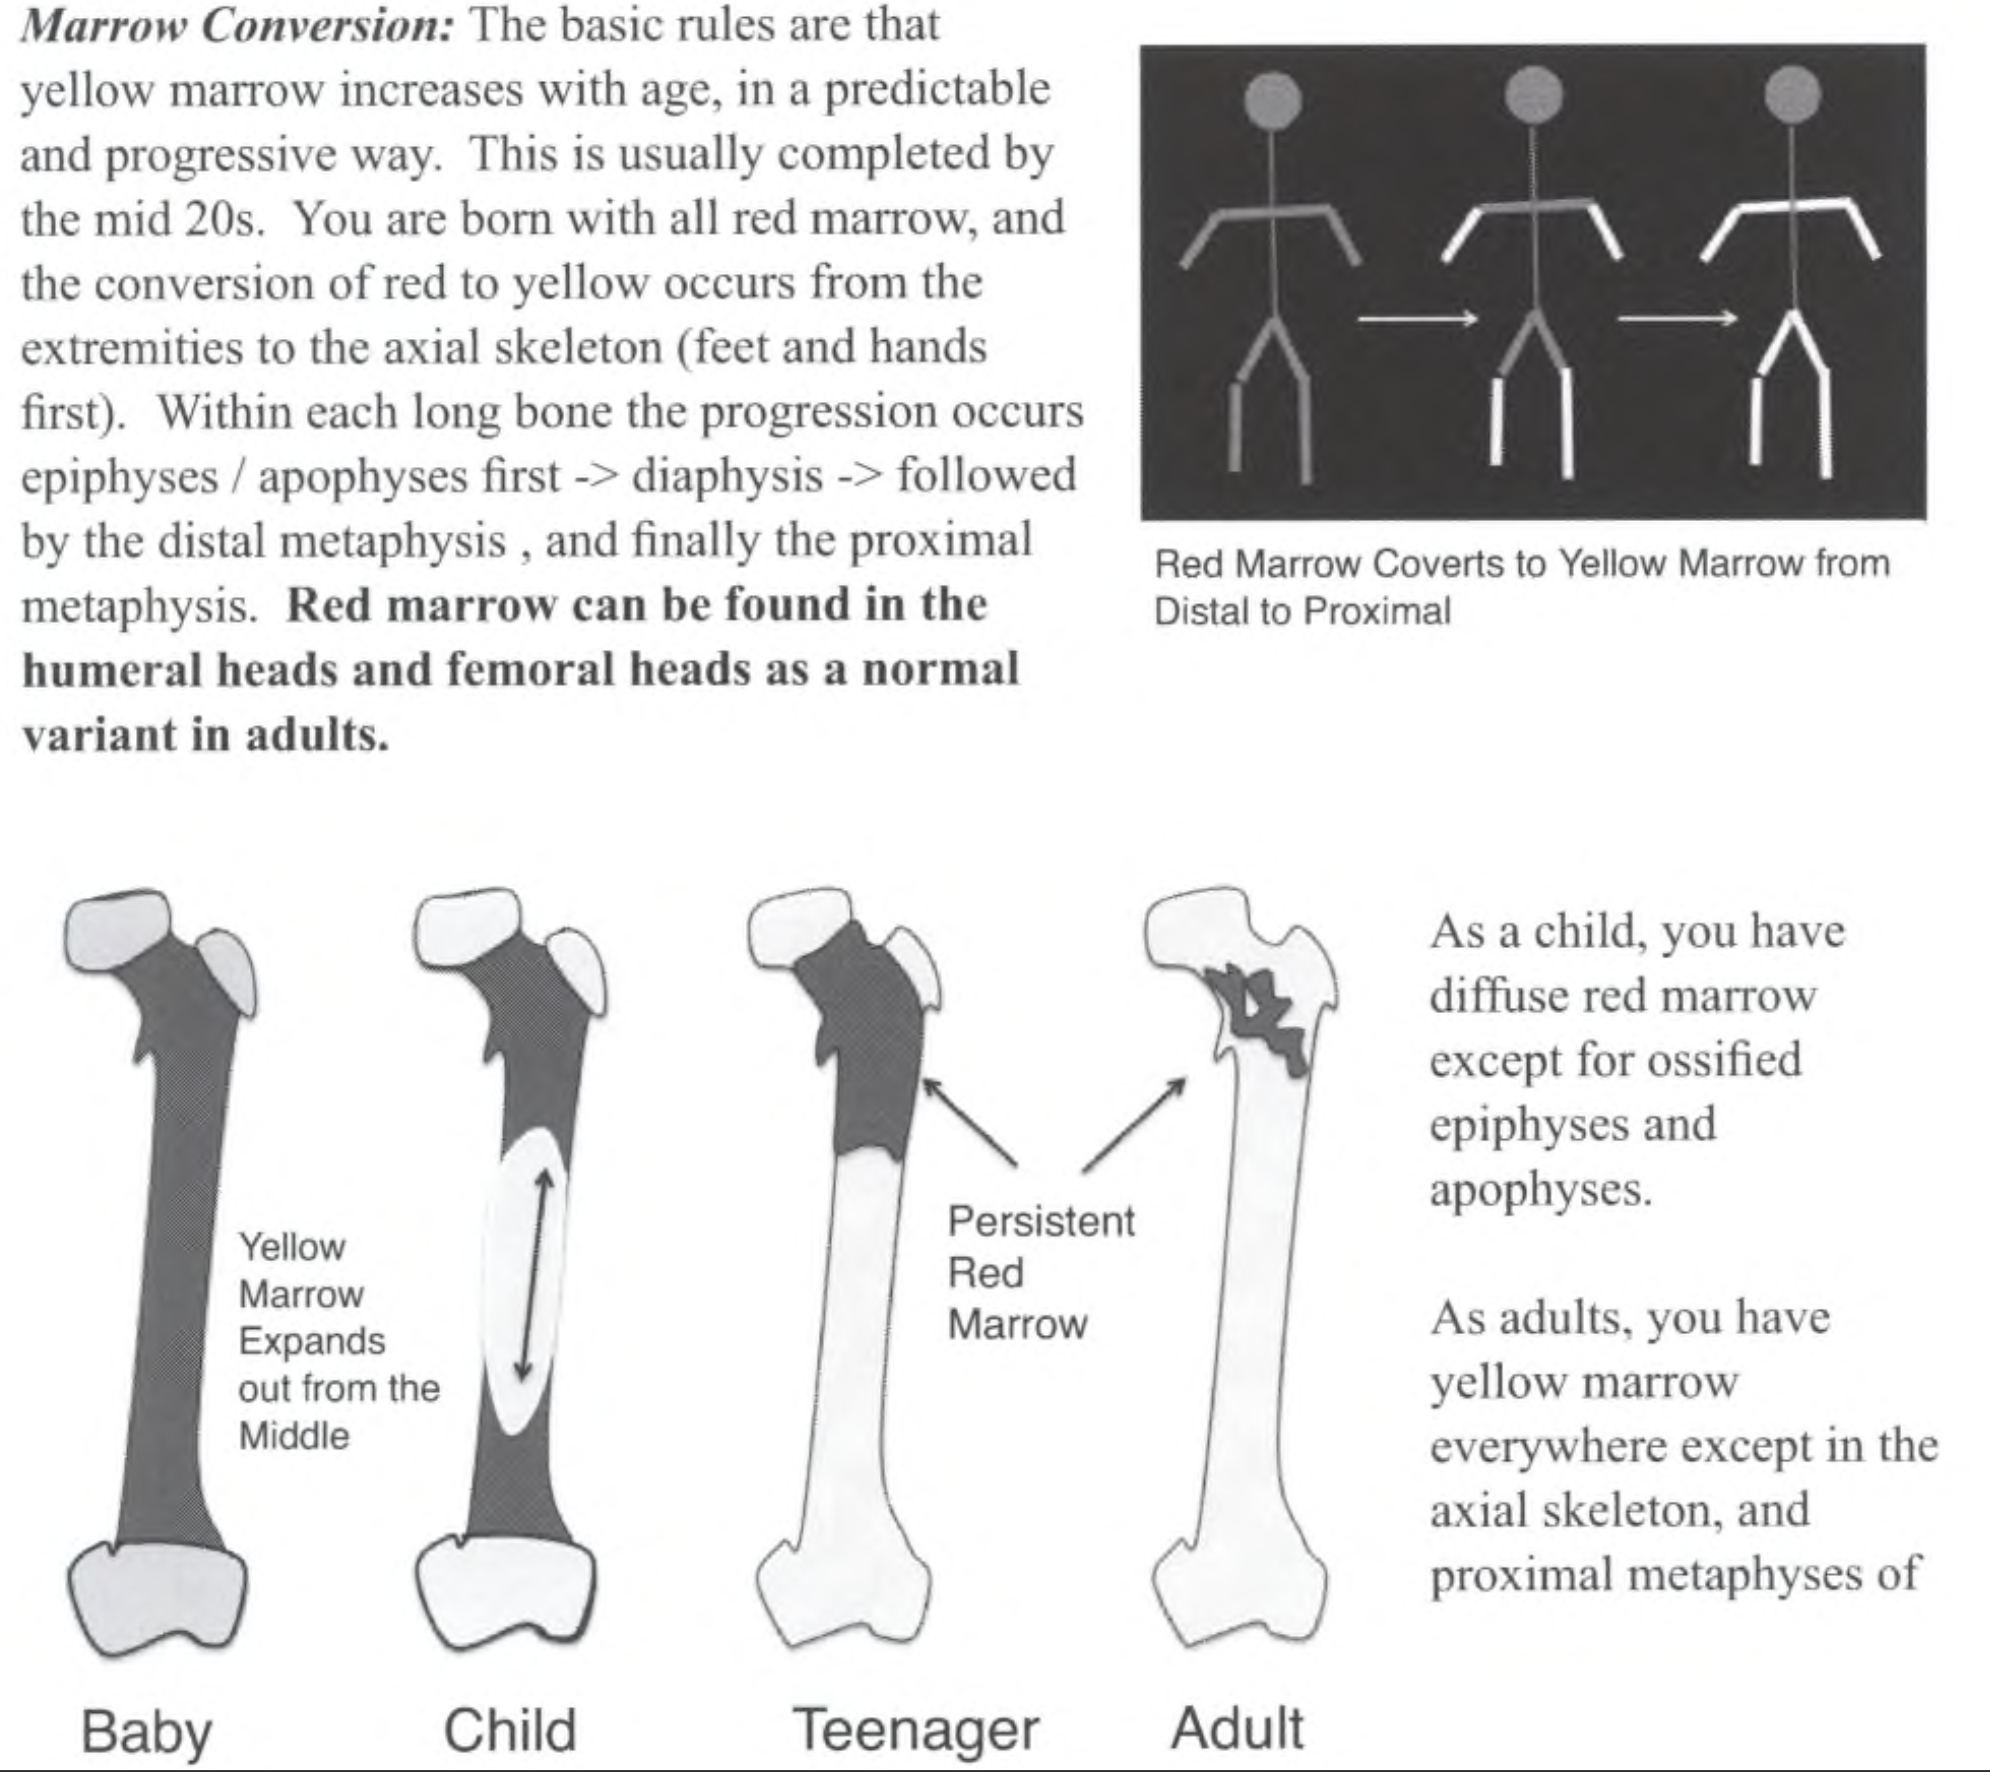 Marrow Conversion: The basic rules are that
yellow marrow increases with age, in a predictable
and progressive way. This is usually completed by
the mid 20s. You are born with all red marrow, and
the conversion of red to yellow occurs from the
extremities to the axial skeleton (feet and hands
first). Within each long bone the progression occurs
epiphyses / apophyses first -> diaphysis -> followed
by the distal metaphysis , and finally the proximal
metaphysis. Red marrow can be found in the
humeral heads and femoral heads as a normal
variant in adults.
Red Marrow Coverts to Yellow Marrow from
Distal to Proximal
Yellow
Marrow
Expands
out from the
Middle
Persistent
Red
Marrow
As a child, you have
diffuse red marrow
except for ossified
epiphyses and
apophyses.
As adults, you have
yellow marrow
everywhere except in the
axial skeleton, and
proximal metaphyses of
Baby
Child
Teenager
Adult